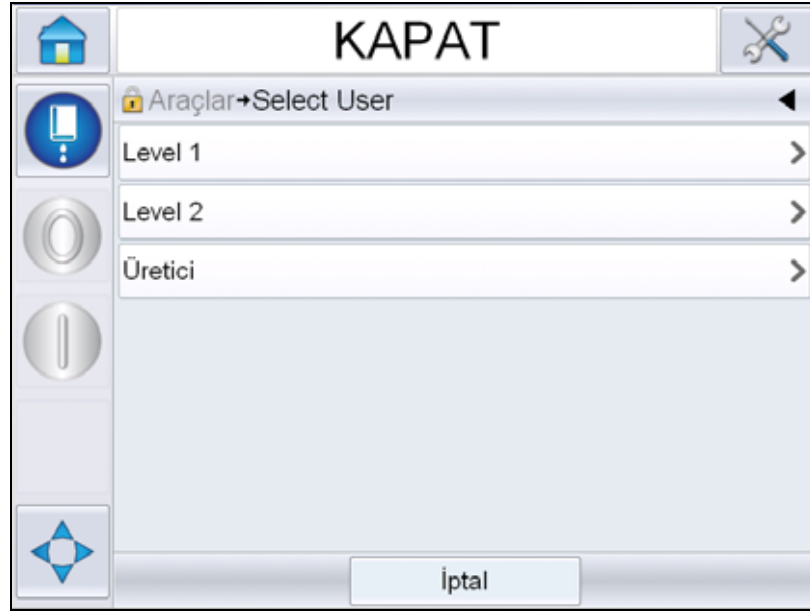 KAPAT
Araçlar→Select User
Level 1
Level 2
Üretici
İptal